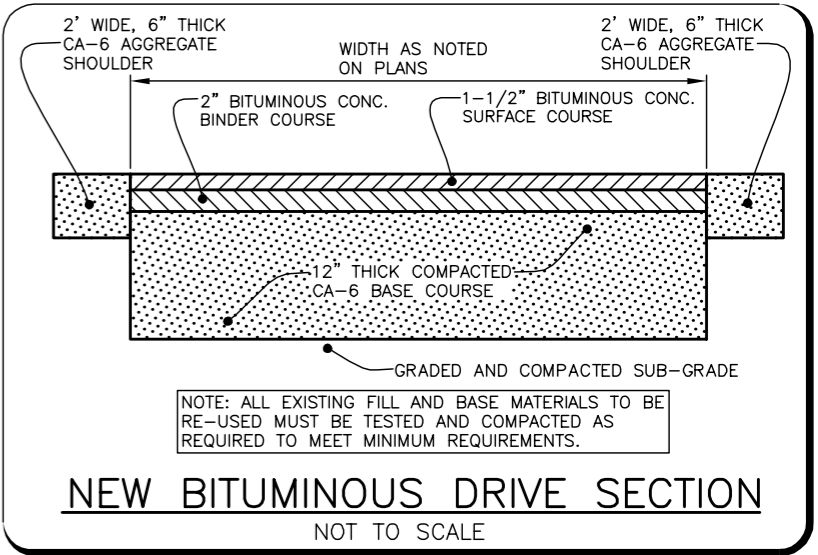 2’ WIDE, 6” THICK
CA-6 AGGREGATE
SHOULDER
WIDTH AS NOTED
ON PLANS
2’ WIDE, 6” THICK
CA-6 AGGREGATE
SHOULDER
2” BITUMINOUS CONC.
BINDER COURSE
1-1/2” BITUMINOUS CONC.
SURFACE COURSE
12” THICK COMPACTED
CA-6 BASE COURSE
GRADED AND COMPACTED SUB-GRADE
NOTE: ALL EXISTING FILL AND BASE MATERIALS TO BE
RE-USED MUST BE TESTED AND COMPACTED AS
REQUIRED TO MEET MINIMUM REQUIREMENTS.
NEW BITUMINOUS DRIVE SECTION
NOT TO SCALE